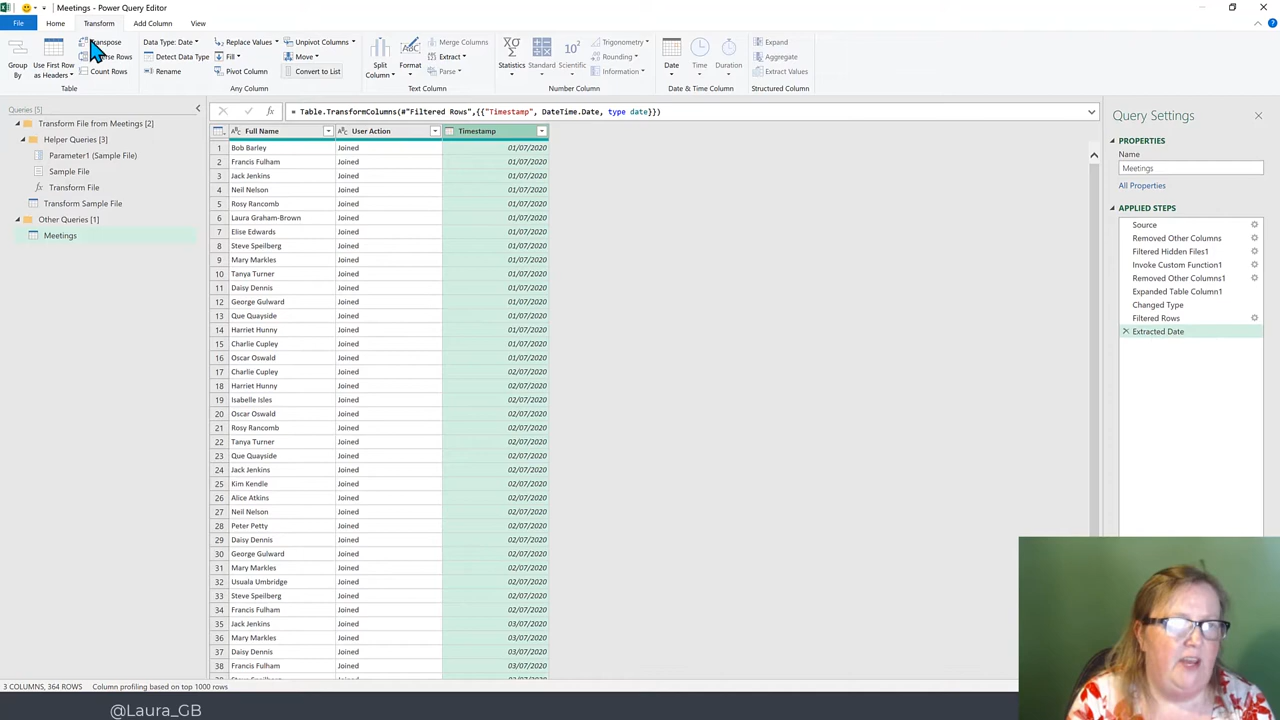 Meetings - Power Query Editor
File Home Transform Add Column View
Group By
Use First Row as Headers
Transpose
Rows
Count Rows
Table
Data Type: Date
Detect Data Type
Rename
Replace Values
Fill
Pivot Column
Unpivot Columns
Move
Convert to List
Any Column
Split Column
Format
Merge Columns
Extract
Parse
Text Column
Statistics
Standard
Scientific
Trigonometry
Rounding
Information
Number Column
Date
Time
Duration
Date & Time Column
Expand
Aggregate
Extract Values
Structured Column
Queries [5]
Transform File from Meetings [2]
Helper Queries [3]
Parameter1 (Sample File)
Sample File
fx Transform File
Transform Sample File
Other Queries [1]
Meetings
fx = Table.TransformColumns(#"Filtered Rows",{{"Timestamp", DateTime.Date, type date}})
Full Name User Action Timestamp
1 Bob Barley Joined 01/07/2020
2 Francis Fulham Joined 01/07/2020
3 Jack Jenkins Joined 01/07/2020
4 Neil Nelson Joined 01/07/2020
5 Rosy Rancomb Joined 01/07/2020
6 Laura Graham-Brown Joined 01/07/2020
7 Elise Edwards Joined 01/07/2020
8 Steve Speilberg Joined 01/07/2020
9 Mary Markles Joined 01/07/2020
10 Tanya Turner Joined 01/07/2020
11 Daisy Dennis Joined 01/07/2020
12 George Gulward Joined 01/07/2020
13 Que Quayside Joined 01/07/2020
14 Harriet Hunny Joined 01/07/2020
15 Charlie Cupley Joined 01/07/2020
16 Oscar Oswald Joined 01/07/2020
17 Charlie Cupley Joined 02/07/2020
18 Harriet Hunny Joined 02/07/2020
19 Isabelle Isles Joined 02/07/2020
20 Oscar Oswald Joined 02/07/2020
21 Rosy Rancomb Joined 02/07/2020
22 Tanya Turner Joined 02/07/2020
23 Que Quayside Joined 02/07/2020
24 Jack Jenkins Joined 02/07/2020
25 Kim Kendle Joined 02/07/2020
26 Alice Atkins Joined 02/07/2020
27 Neil Nelson Joined 02/07/2020
28 Peter Petty Joined 02/07/2020
29 Daisy Dennis Joined 02/07/2020
30 George Gulward Joined 02/07/2020
31 Mary Markles Joined 02/07/2020
32 Usuala Umbridge Joined 02/07/2020
33 Steve Speilberg Joined 02/07/2020
34 Francis Fulham Joined 02/07/2020
35 Jack Jenkins Joined 03/07/2020
36 Mary Markles Joined 03/07/2020
37 Daisy Dennis Joined 03/07/2020
38 Francis Fulham Joined 03/07/2020
Query Settings
PROPERTIES
Name
Meetings
All Properties
APPLIED STEPS
Source
Removed Other Columns
Filtered Hidden Files1
Invoke Custom Function1
Removed Other Columns1
Expanded Table Column1
Changed Type
Filtered Rows
Extracted Date
3 COLUMNS, 364 ROWS Column profiling based on top 1000 rows
@Laura_GB